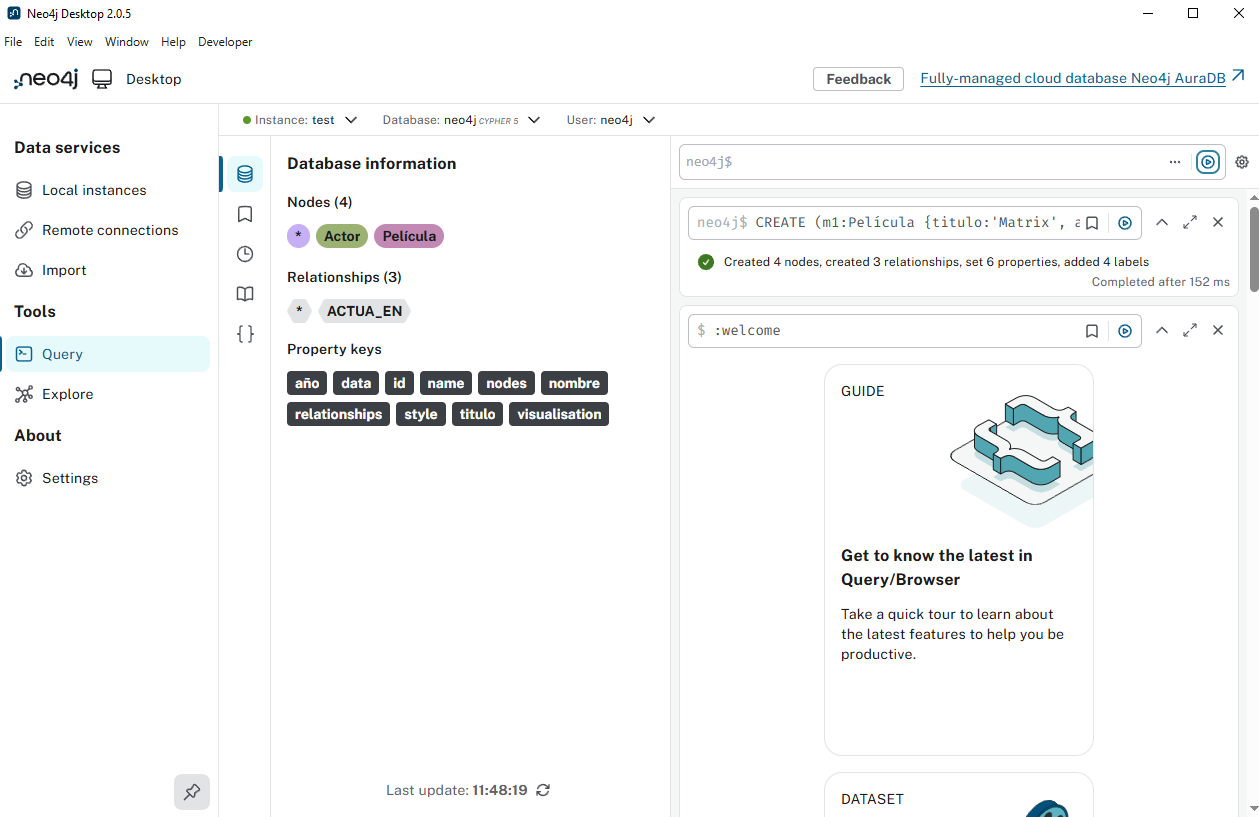 Neo4j Desktop 2.0.5
File Edit View Window Help Developer
neo4j Desktop
Feedback
Fully-managed cloud database Neo4j AuraDB
Data services
Local instances
Remote connections
Import
Tools
Query
Explore
About
Settings
Instance: test
Database: neo4j CYPHER 5
User: neo4j
Database information
Nodes (4)
* Actor Película
Relationships (3)
* ACTUA_EN
Property keys
año data id name nodes nombre
relationships style titulo visualisation
Last update: 11:48:19
neo4j$
neo4j$ CREATE (m1:Película {titulo:'Matrix', a
Created 4 nodes, created 3 relationships, set 6 properties, added 4 labels
Completed after 152 ms
$ :welcome
GUIDE
Get to know the latest in
Query/Browser
Take a quick tour to learn about
the latest features to help you be
productive.
DATASET